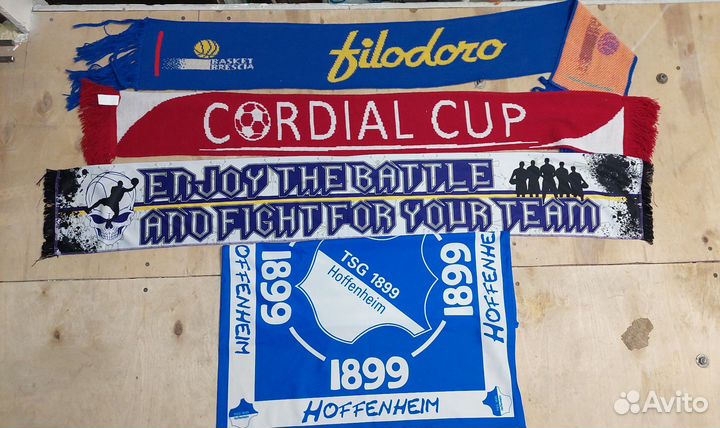 BASKET
BRESCIA
filodoro
CORDIAL CUP
ENJOY THE BATTLE
AND FIGHT FOR YOUR TEAM
TSG 1899
Hoffenheim
1899
1899
1899
HOFFENHEIM
HOFFENHEIM
HOFFENHEIM
Avito